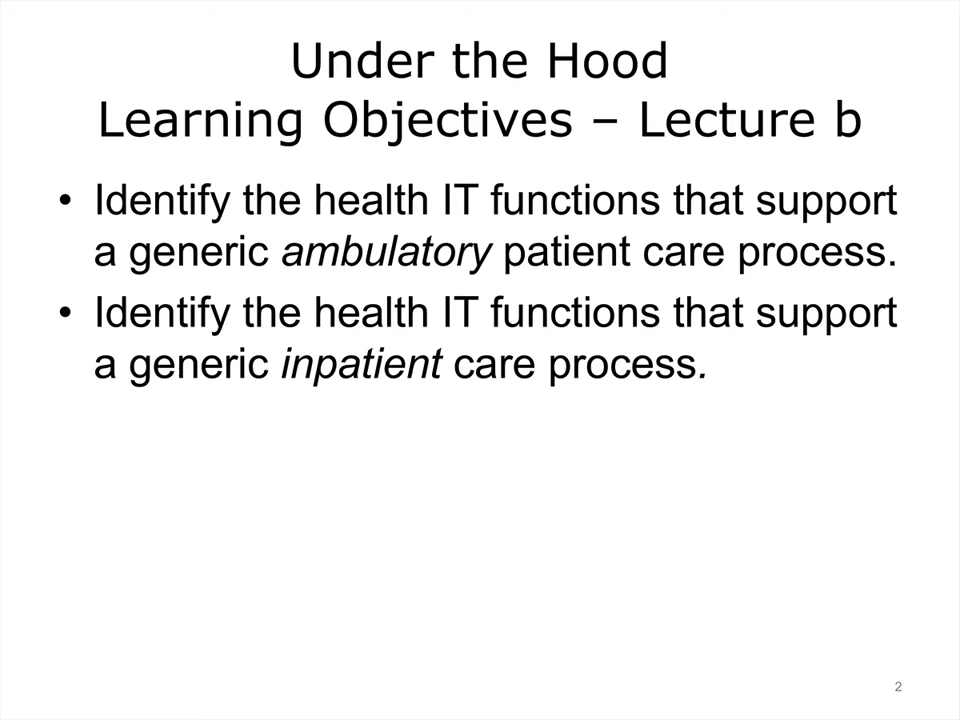 Under the Hood
Learning Objectives – Lecture b
• Identify the health IT functions that support
a generic ambulatory patient care process.
• Identify the health IT functions that support
a generic inpatient care process.
2